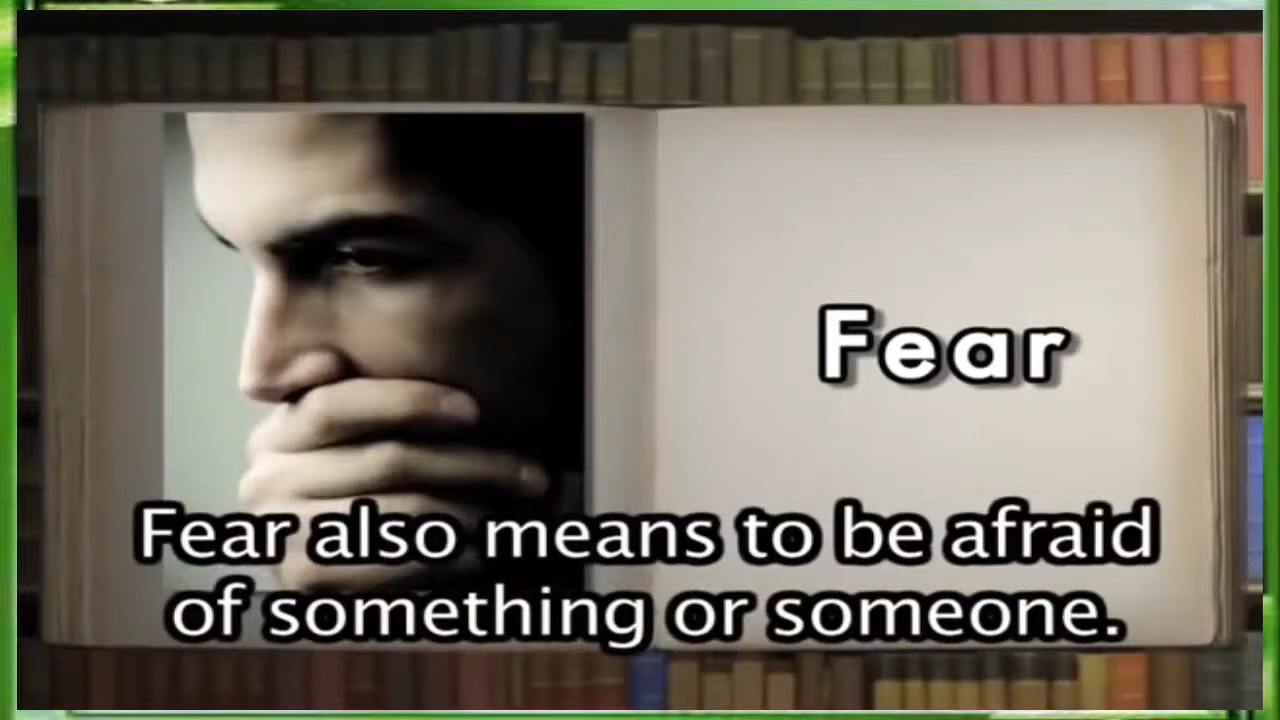 Fear
Fear also means to be afraid
of something or someone.